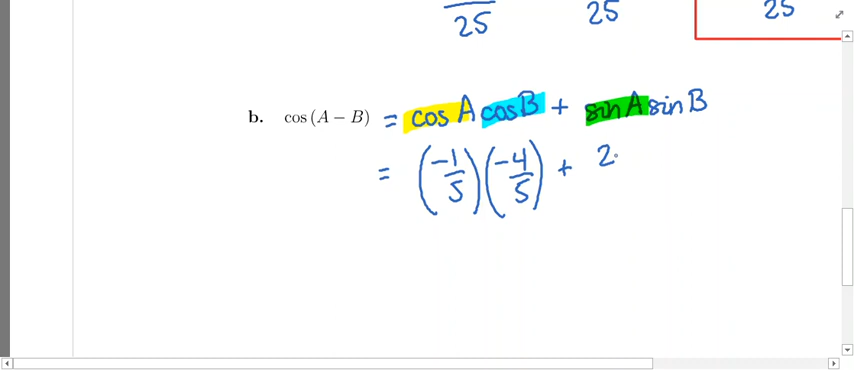 25 25 25
b. cos (A − B) = cos A cos B + sin A sin B
= (-1/5)(-4/5) + 2